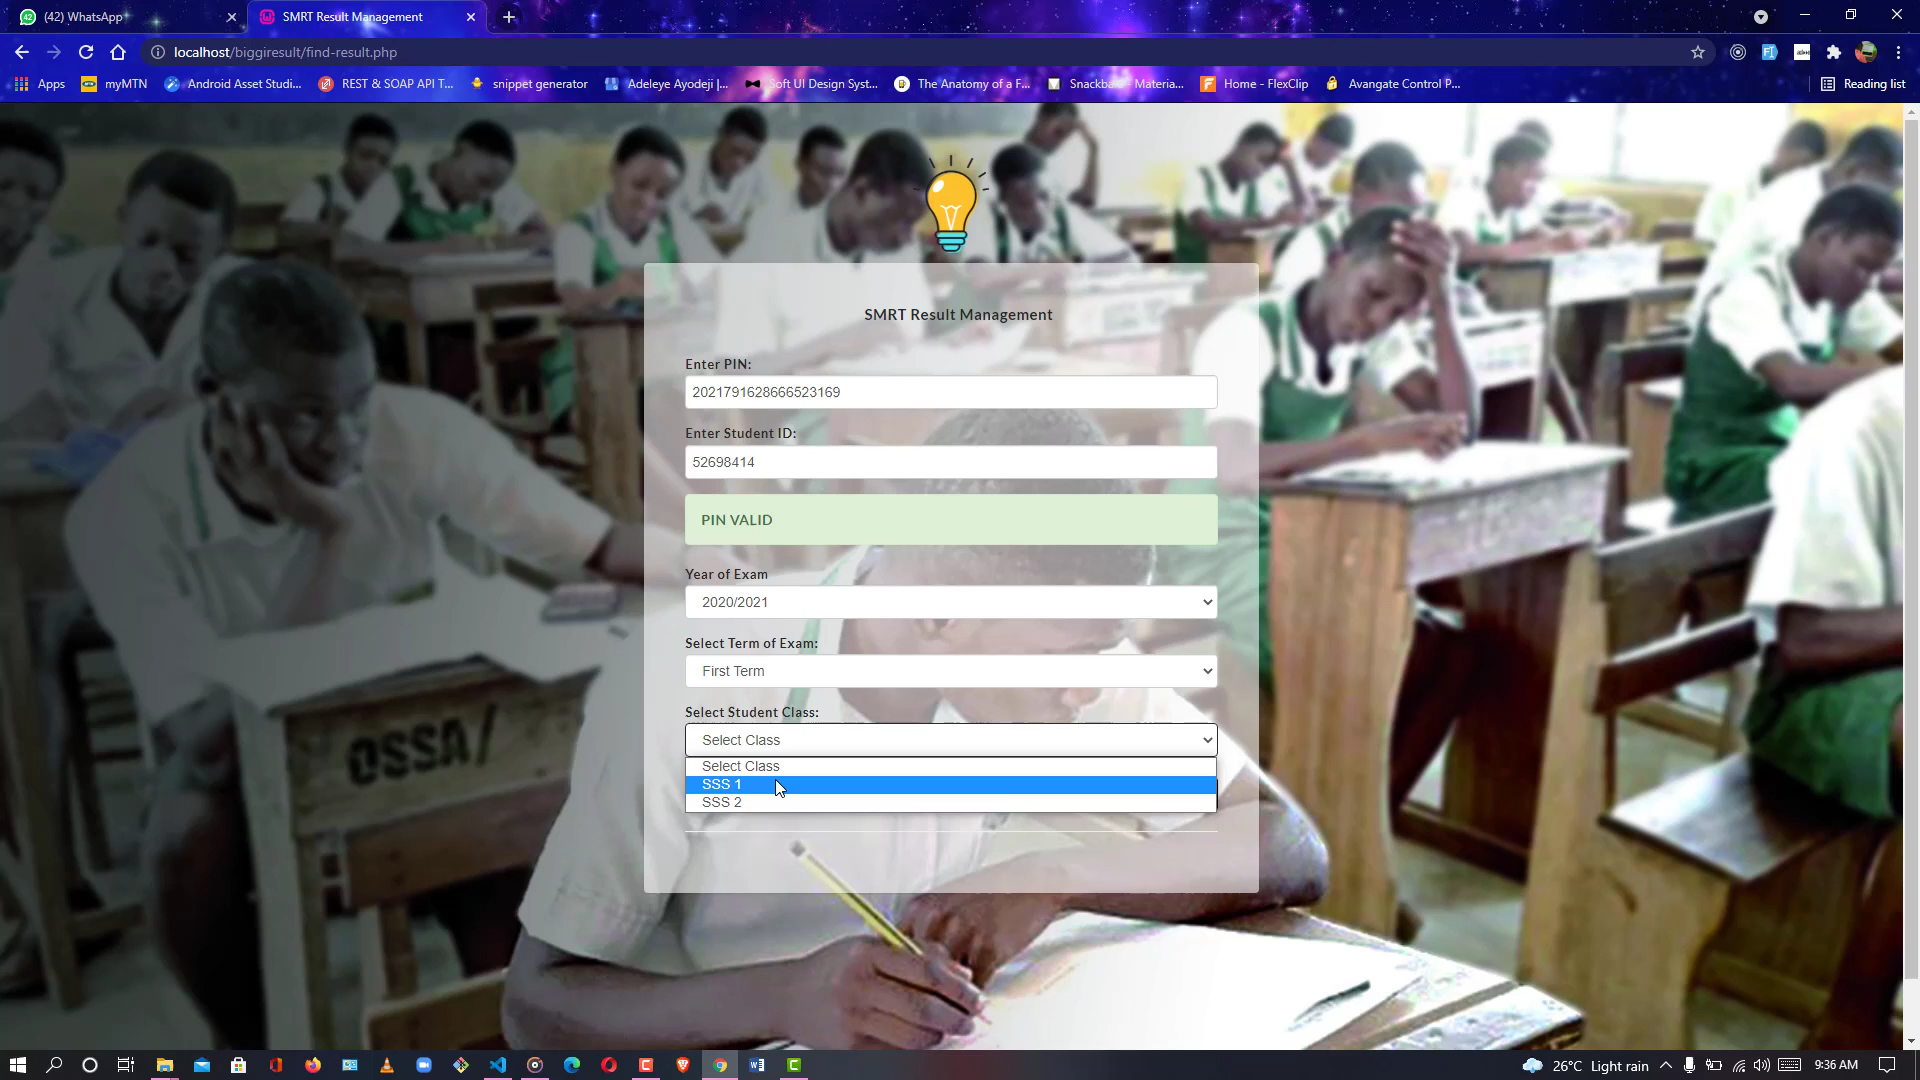 42
(42) WhatsApp
SMRT Result Management
localhost/biggiresult/find-result.php
Apps
myMTN
Android Asset Studi...
REST & SOAP API T...
snippet generator
Adeleye Ayodeji |...
Soft UI Design Syst...
The Anatomy of a F...
Snackbars - Materia...
Home - FlexClip
Avangate Control P...
Reading list
SMRT Result Management
Enter PIN:
2021791628666523169
Enter Student ID:
52698414
PIN VALID
Year of Exam
2020/2021
Select Term of Exam:
First Term
Select Student Class:
Select Class
Select Class
SSS 1
SSS 2
OSSA/
26°C Light rain
9:36 AM